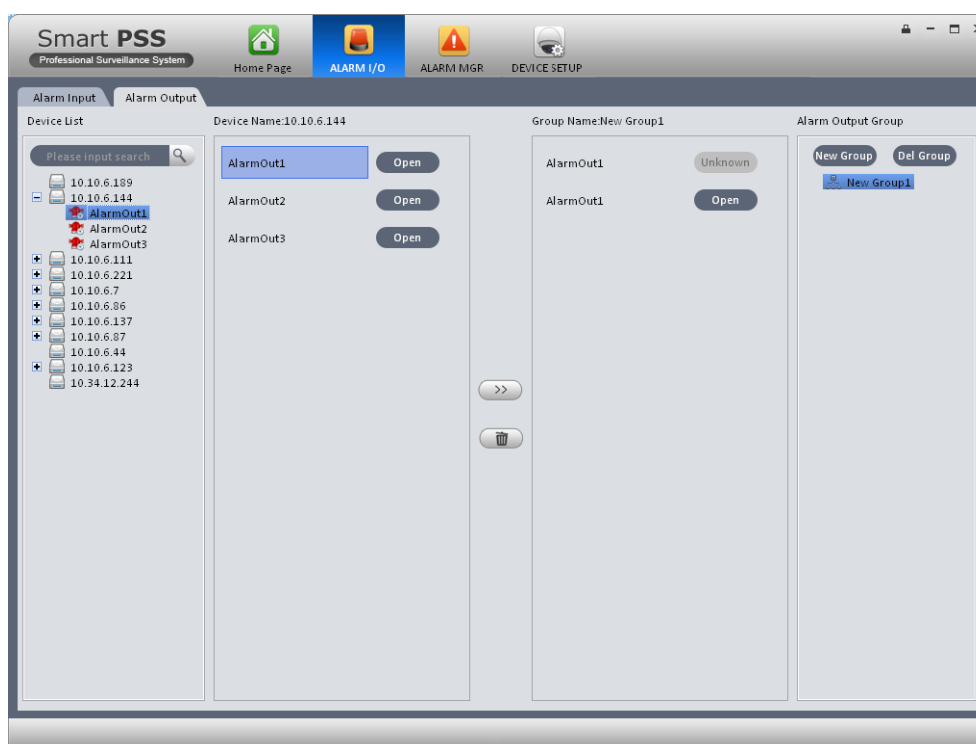 Smart PSS
Professional Surveillance System
Home Page
ALARM I/O
ALARM MGR
DEVICE SETUP
Alarm Input
Alarm Output
Device List
Please input search
10.10.6.189
10.10.6.144
AlarmOut1
AlarmOut2
AlarmOut3
10.10.6.111
10.10.6.221
10.10.6.7
10.10.6.86
10.10.6.137
10.10.6.87
10.10.6.44
10.10.6.123
10.34.12.244
Device Name:10.10.6.144
AlarmOut1 Open
AlarmOut2 Open
AlarmOut3 Open
>>
Group Name:New Group1
AlarmOut1 Unknown
AlarmOut1 Open
Alarm Output Group
New Group Del Group
New Group1